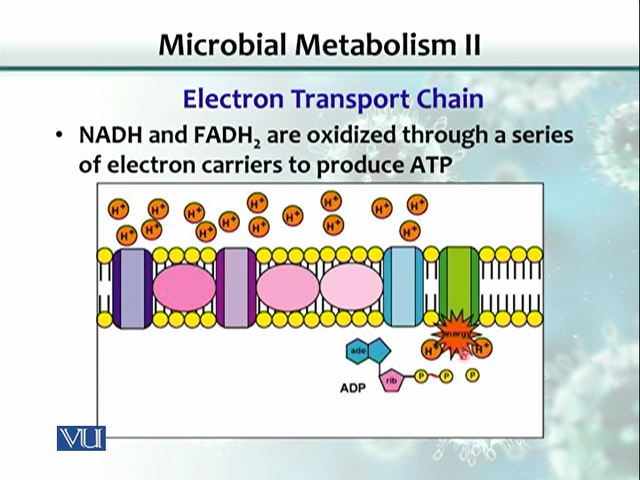 Microbial Metabolism II
Electron Transport Chain
• NADH and FADH₂ are oxidized through a series
of electron carriers to produce ATP
H⁺ H⁺ H⁺ H⁺ H⁺ H⁺ H⁺
H⁺ H⁺ H⁺ H⁺ H⁺ H⁺ H⁺
energy
H⁺ H⁺
ade
rib P P P
ADP
VU